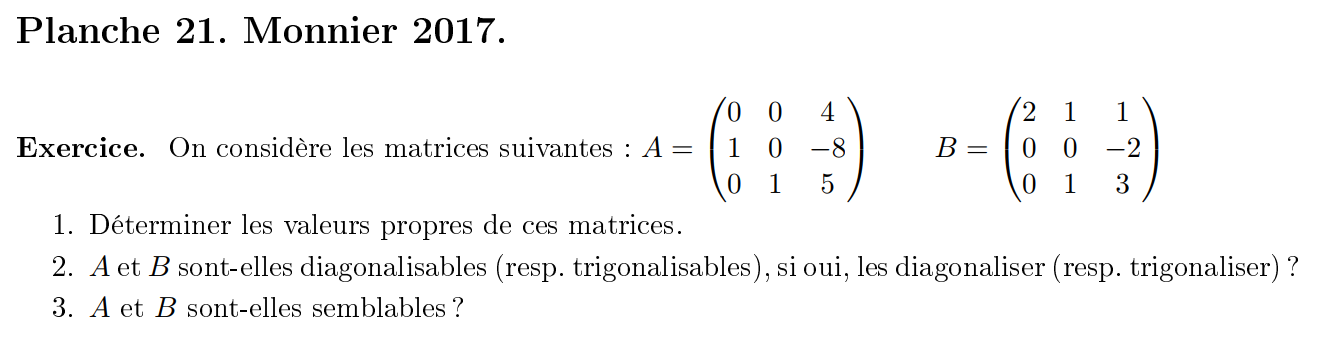 Planche 21. Monnier 2017.
Exercice. On considère les matrices suivantes : A = \begin{pmatrix} 0 & 0 & 4 \\ 1 & 0 & -8 \\ 0 & 1 & 5 \end{pmatrix} B = \begin{pmatrix} 2 & 1 & 1 \\ 0 & 0 & -2 \\ 0 & 1 & 3 \end{pmatrix}
1. Déterminer les valeurs propres de ces matrices.
2. A et B sont-elles diagonalisables (resp. trigonalisables), si oui, les diagonaliser (resp. trigonaliser) ?
3. A et B sont-elles semblables ?